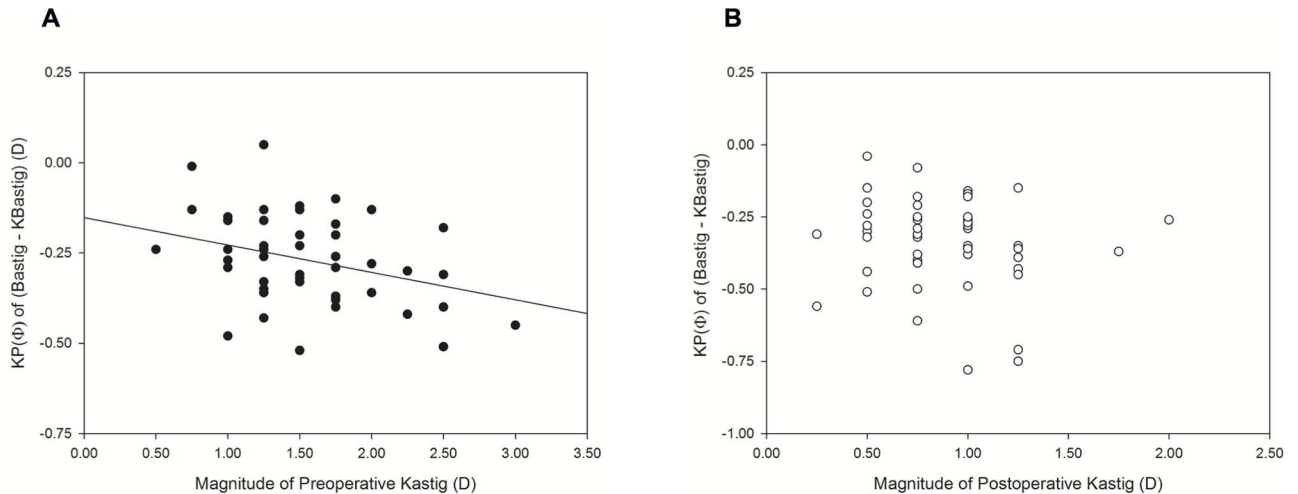 A
B
0.25
0.00
-0.25
-0.50
-0.75
KP(Φ) of (Bastig - KBastig) (D)
0.00 0.50 1.00 1.50 2.00 2.50 3.00 3.50
Magnitude of Preoperative Kastig (D)
0.25
0.00
-0.25
-0.50
-0.75
-1.00
KP(Φ) of (Bastig - KBastig)
0.00 0.50 1.00 1.50 2.00 2.50
Magnitude of Postoperative Kastig (D)